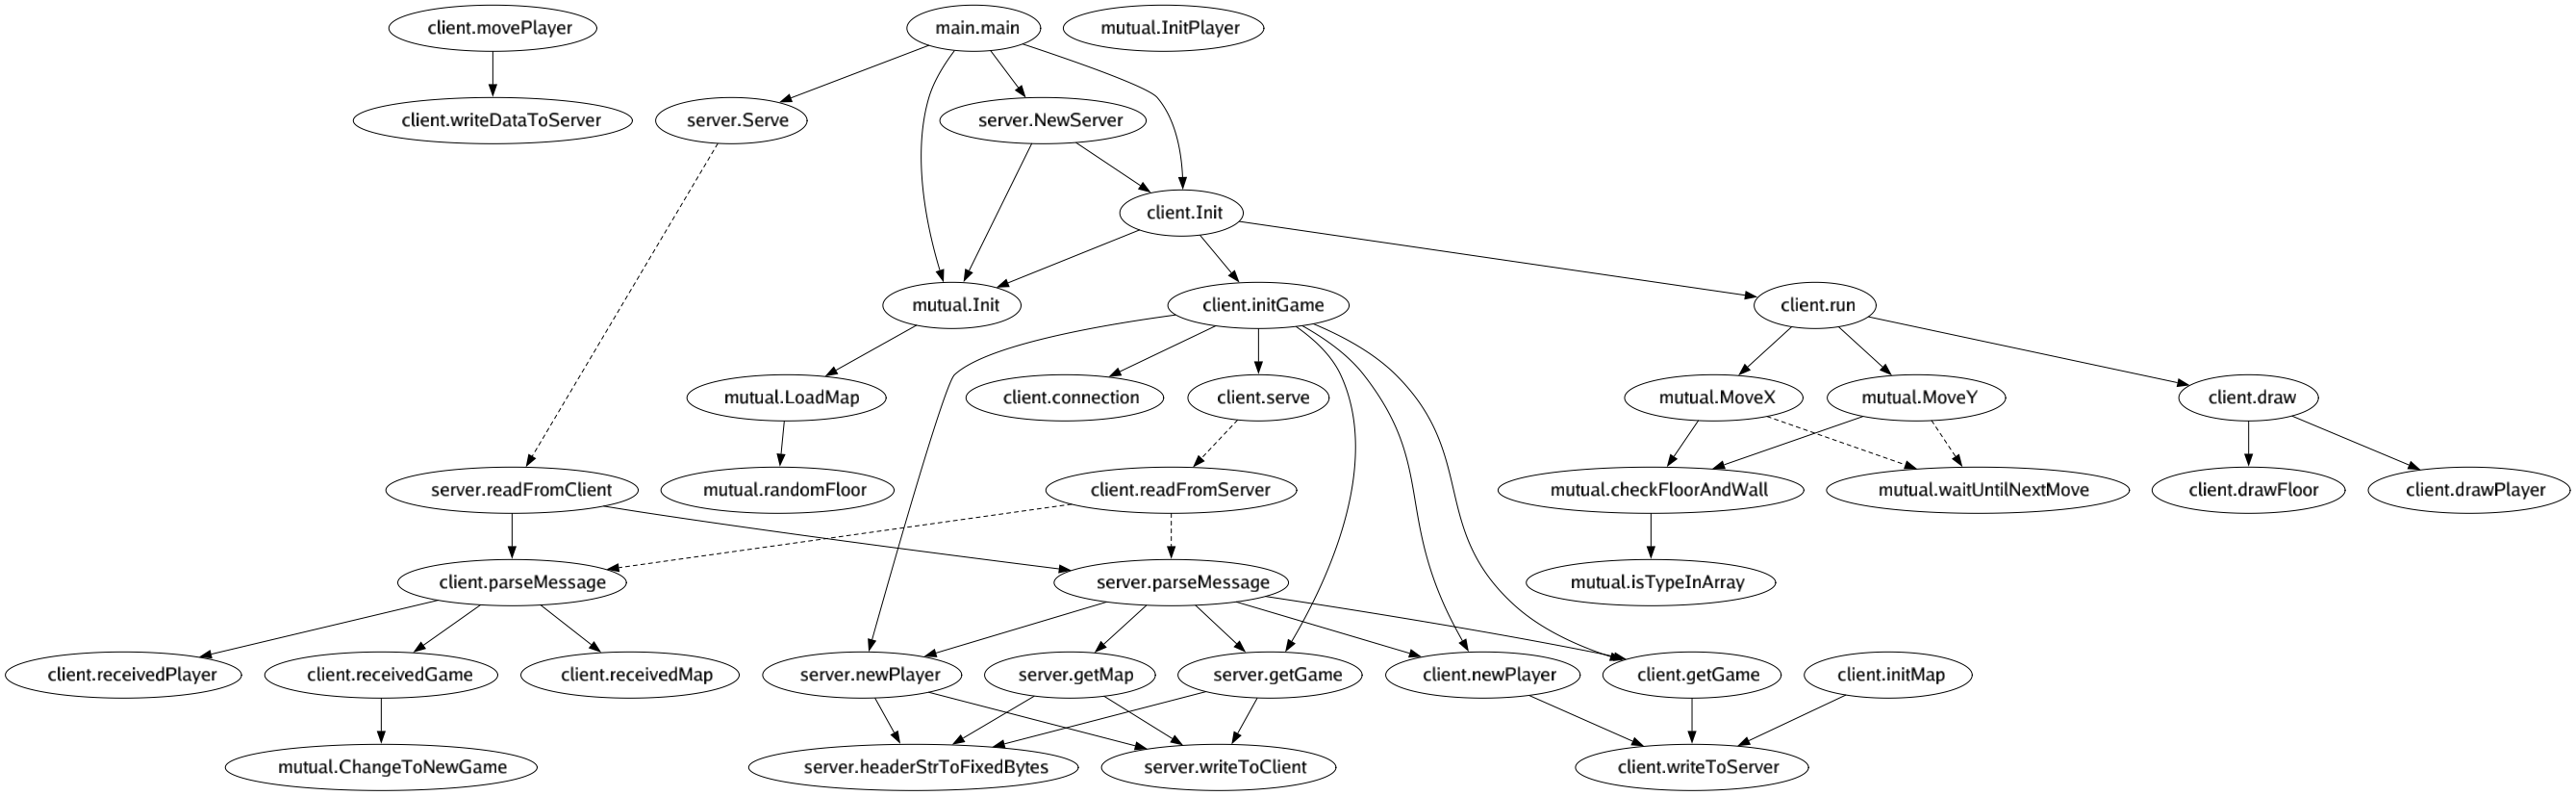 client.movePlayer
main.main
mutual.InitPlayer
client.writeDataToServer
server.Serve
server.NewServer
client.Init
mutual.Init
client.initGame
client.run
mutual.LoadMap
client.connection
client.serve
mutual.MoveX
mutual.MoveY
client.draw
server.readFromClient
mutual.randomFloor
client.readFromServer
mutual.checkFloorAndWall
mutual.waitUntilNextMove
client.drawFloor
client.drawPlayer
client.parseMessage
server.parseMessage
mutual.isTypeInArray
client.receivedPlayer
client.receivedGame
client.receivedMap
server.newPlayer
server.getMap
server.getGame
client.newPlayer
client.getGame
client.initMap
mutual.ChangeToNewGame
server.headerStrToFixedBytes
server.writeToClient
client.writeToServer